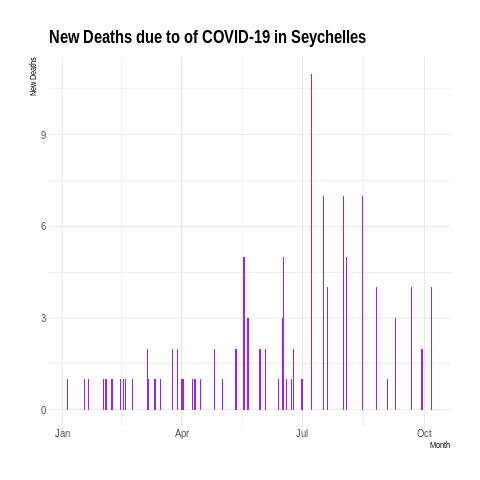 New Deaths due to of COVID-19 in Seychelles
New Deaths
9
6
3
0
Jan Apr Jul Oct
Month